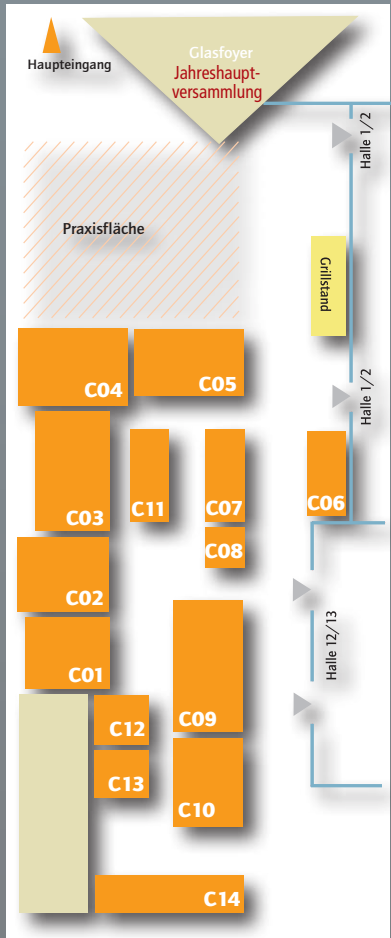 Glasfoyer
Jahreshaupt-
versammlung
Haupteingang
Halle 1/2
Praxisfläche
Grillstand
C04
C05
Halle 1/2
C03
C11
C07
C06
C08
C02
C01
Halle 12/13
C09
C12
C13
C10
C14